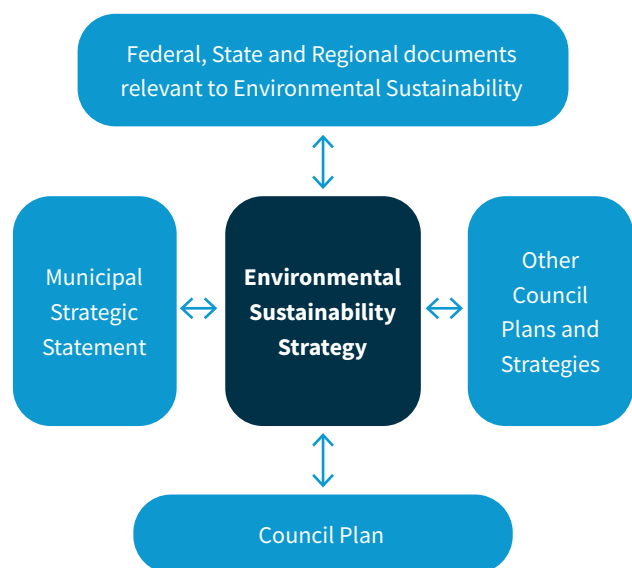 Federal, State and Regional documents
relevant to Environmental Sustainability
Municipal
Strategic
Statement
Environmental
Sustainability
Strategy
Other
Council
Plans and
Strategies
Council Plan